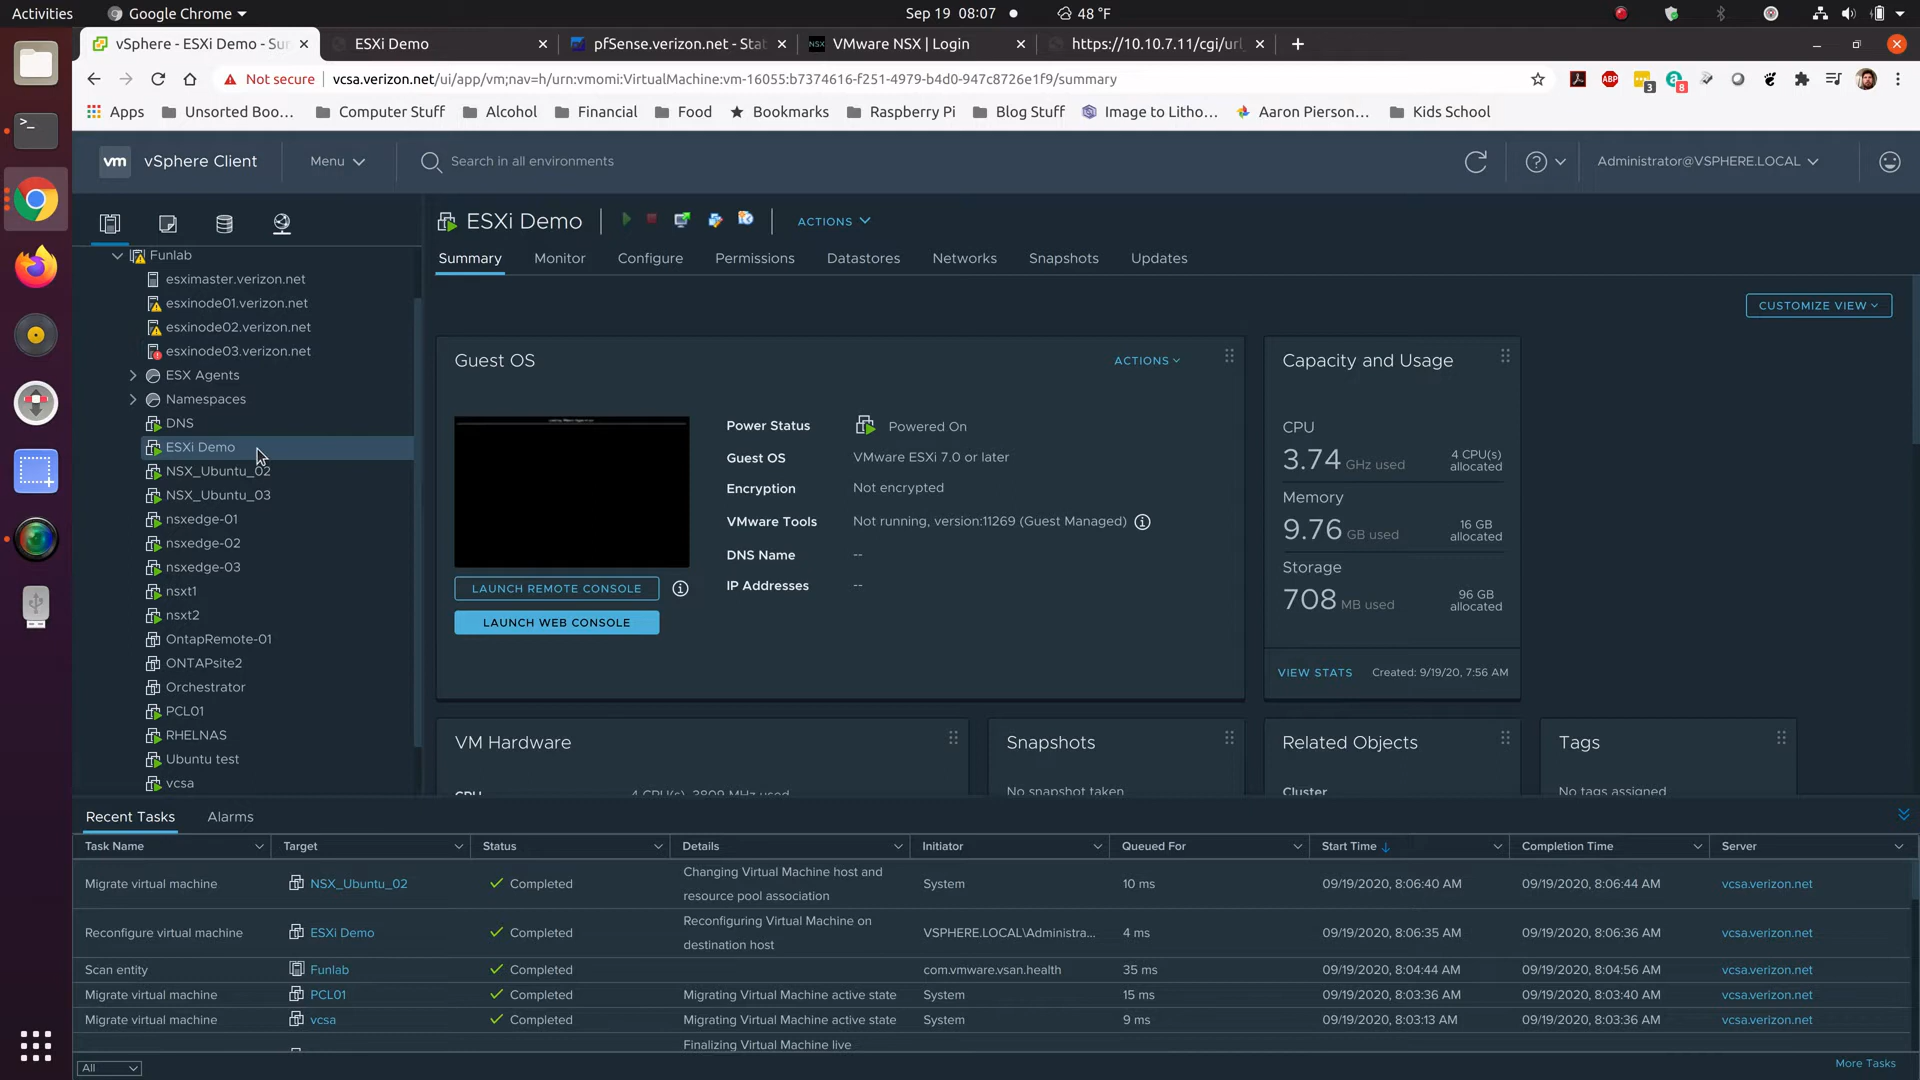 Activities
Google Chrome
Sep 19 08:07
48 °F
vSphere - ESXi Demo - Su
ESXi Demo
pfSense.verizon.net - Sta
VMware NSX | Login
https://10.10.7.11/cgi/url
Not secure
vcsa.verizon.net/ui/app/vm;nav=h/urn:vmomi:VirtualMachine:vm-16055:b7374616-f251-4979-b4d0-947c8726e1f9/summary
ABP
3
8
Apps
Unsorted Boo...
Computer Stuff
Alcohol
Financial
Food
Bookmarks
Raspberry Pi
Blog Stuff
Image to Litho...
Aaron Pierson...
Kids School
vm
vSphere Client
Menu
Search in all environments
Administrator@VSPHERE.LOCAL
Funlab
esximaster.verizon.net
esxinode01.verizon.net
esxinode02.verizon.net
esxinode03.verizon.net
ESX Agents
Namespaces
DNS
ESXi Demo
NSX_Ubuntu_02
NSX_Ubuntu_03
nsxedge-01
nsxedge-02
nsxedge-03
nsxt1
nsxt2
OntapRemote-01
ONTAPsite2
Orchestrator
PCL01
RHELNAS
Ubuntu test
vcsa
ESXi Demo
ACTIONS
Summary
Monitor
Configure
Permissions
Datastores
Networks
Snapshots
Updates
CUSTOMIZE VIEW
Guest OS
ACTIONS
LAUNCH REMOTE CONSOLE
LAUNCH WEB CONSOLE
Power Status Powered On
Guest OS VMware ESXi 7.0 or later
Encryption Not encrypted
VMware Tools Not running, version:11269 (Guest Managed)
DNS Name --
IP Addresses --
Capacity and Usage
CPU
3.74 GHz used
4 CPU(s)
allocated
Memory
9.76 GB used
16 GB
allocated
Storage
708 MB used
96 GB
allocated
VIEW STATS
Created: 9/19/20, 7:56 AM
VM Hardware
CPU 4 CPU(s), 3809 MHz used
Snapshots
No snapshot taken
Related Objects
Cluster
Tags
No tags assigned
Recent Tasks
Alarms
Task Name Target Status Details Initiator Queued For Start Time Completion Time Server
Migrate virtual machine NSX_Ubuntu_02 Completed Changing Virtual Machine host and
resource pool association System 10 ms 09/19/2020, 8:06:40 AM 09/19/2020, 8:06:44 AM vcsa.verizon.net
Reconfigure virtual machine ESXi Demo Completed Reconfiguring Virtual Machine on
destination host VSPHERE.LOCAL\Administra... 4 ms 09/19/2020, 8:06:35 AM 09/19/2020, 8:06:36 AM vcsa.verizon.net
Scan entity Funlab Completed com.vmware.vsan.health 35 ms 09/19/2020, 8:04:44 AM 09/19/2020, 8:04:56 AM vcsa.verizon.net
Migrate virtual machine PCL01 Completed Migrating Virtual Machine active state System 15 ms 09/19/2020, 8:03:36 AM 09/19/2020, 8:03:40 AM vcsa.verizon.net
Migrate virtual machine vcsa Completed Migrating Virtual Machine active state System 9 ms 09/19/2020, 8:03:13 AM 09/19/2020, 8:03:36 AM vcsa.verizon.net
Finalizing Virtual Machine live
All
More Tasks